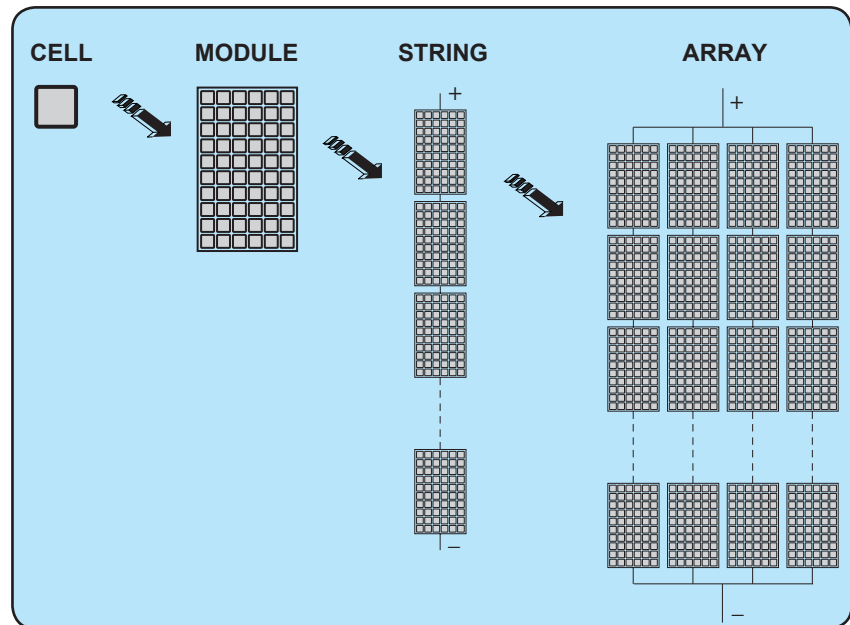 CELL MODULE STRING ARRAY
+ +
−
−